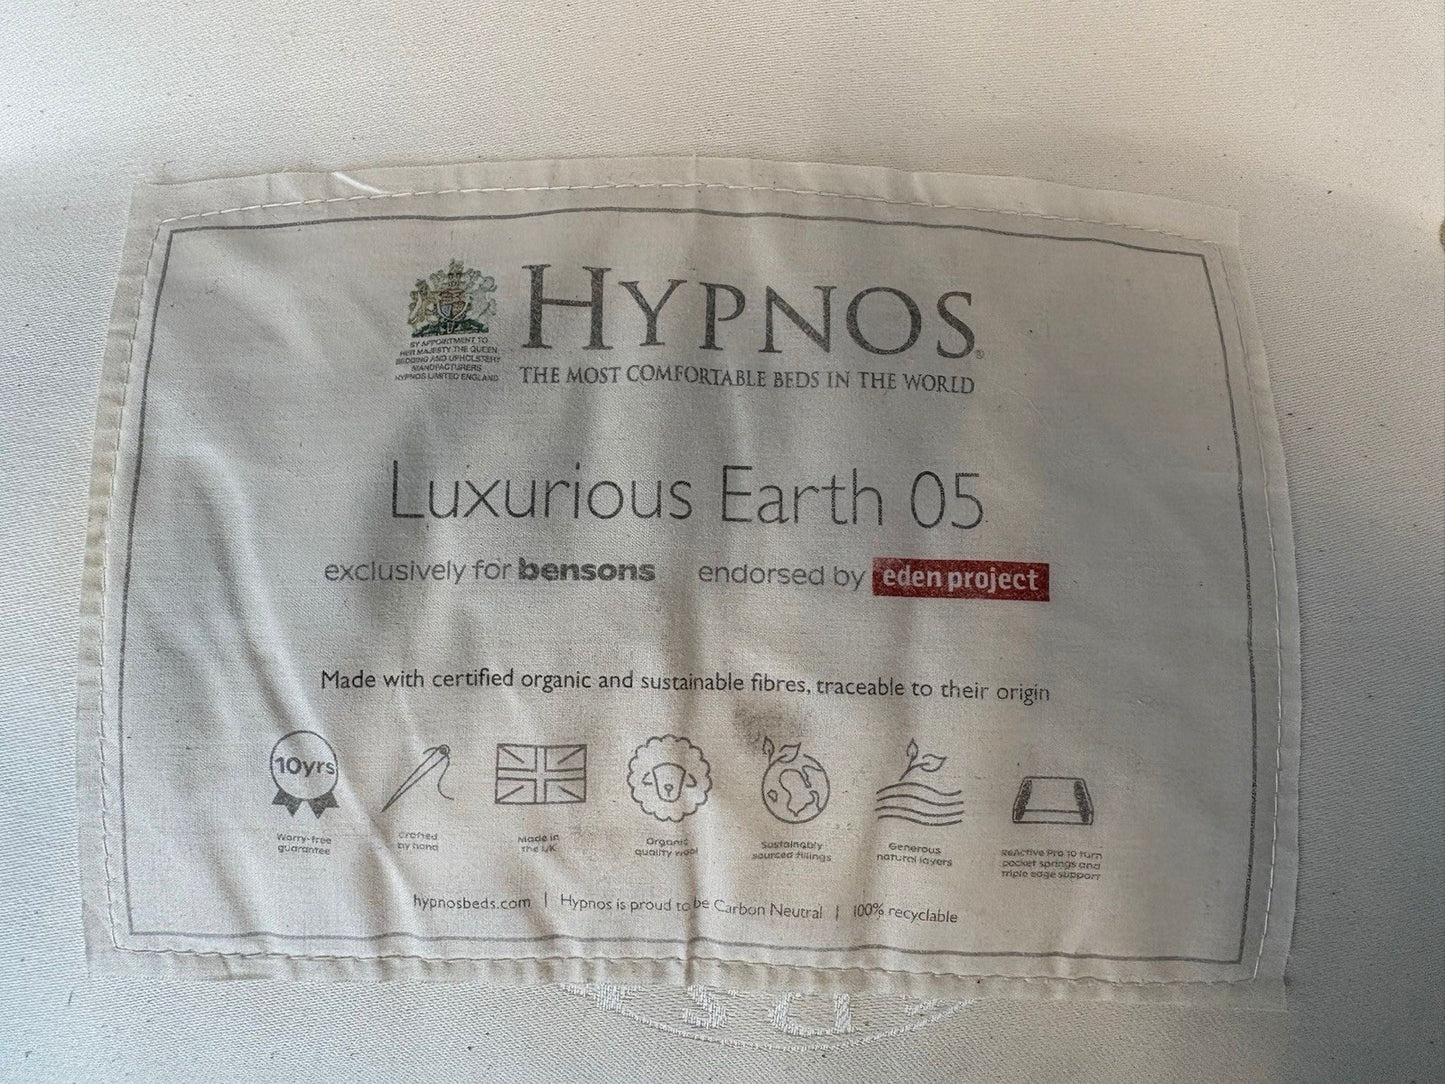 BY APPOINTMENT TO
HER MAJESTY THE QUEEN
BEDDING AND UPHOLSTERY
MANUFACTURERS
HYPNOS LIMITED ENGLAND
HYPNOS®
THE MOST COMFORTABLE BEDS IN THE WORLD
Luxurious Earth 05
exclusively for bensons endorsed by eden project
Made with certified organic and sustainable fibres, traceable to their origin
10yrs
Worry-free
guarantee
Crafted
by hand
Made in
the UK
Organic
quality wool
Sustainably
sourced fillings
Generous
natural layers
ReActive Pro 10 turn
pocket springs and
triple edge support
hypnosbeds.com | Hypnos is proud to be Carbon Neutral | 100% recyclable